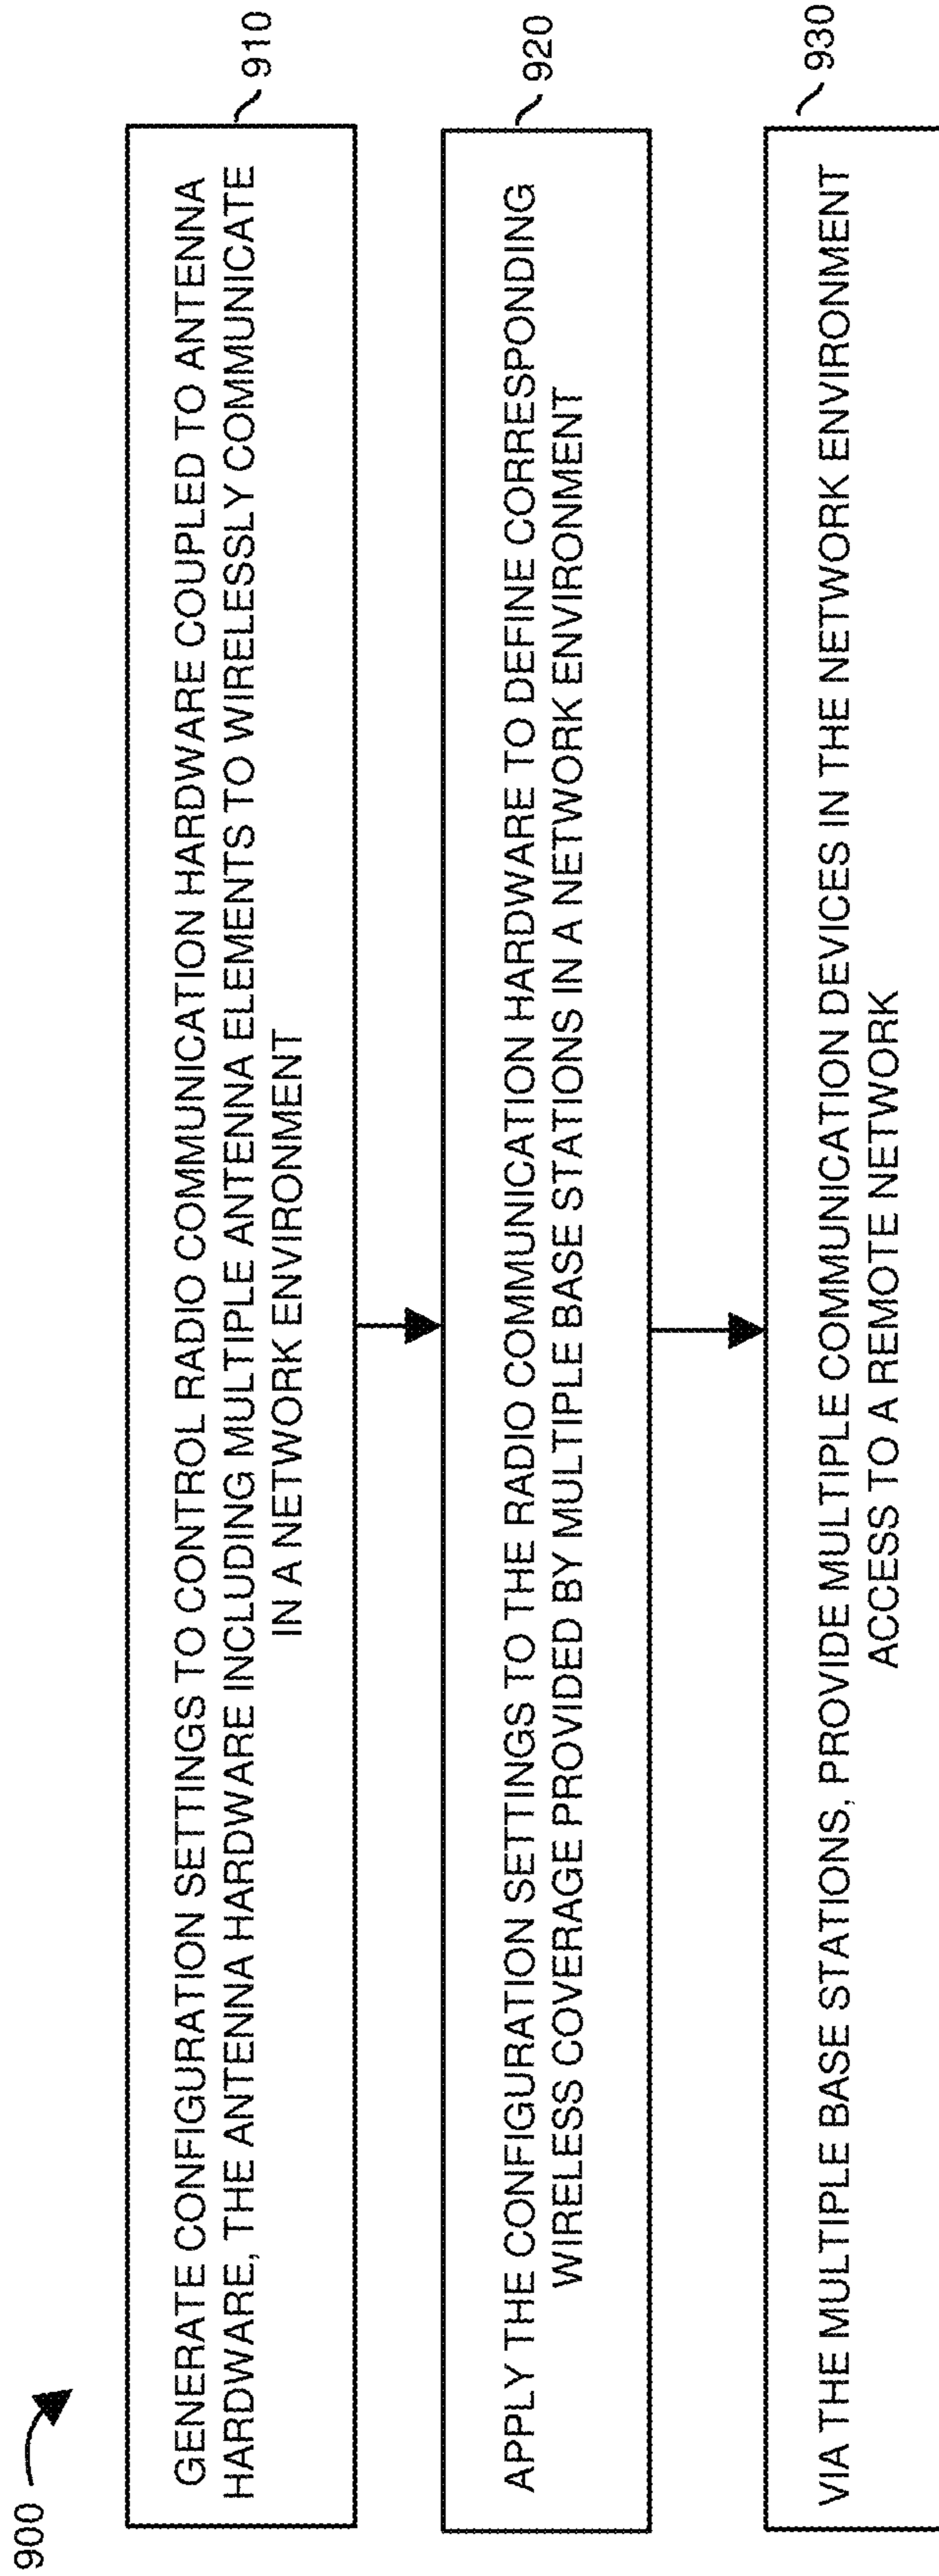 900
GENERATE CONFIGURATION SETTINGS TO CONTROL RADIO COMMUNICATION HARDWARE COUPLED TO ANTENNA
HARDWARE, THE ANTENNA HARDWARE INCLUDING MULTIPLE ANTENNA ELEMENTS TO WIRELESSLY COMMUNICATE
IN A NETWORK ENVIRONMENT
910
APPLY THE CONFIGURATION SETTINGS TO THE RADIO COMMUNICATION HARDWARE TO DEFINE CORRESPONDING
WIRELESS COVERAGE PROVIDED BY MULTIPLE BASE STATIONS IN A NETWORK ENVIRONMENT
920
VIA THE MULTIPLE BASE STATIONS, PROVIDE MULTIPLE COMMUNICATION DEVICES IN THE NETWORK ENVIRONMENT
ACCESS TO A REMOTE NETWORK
930